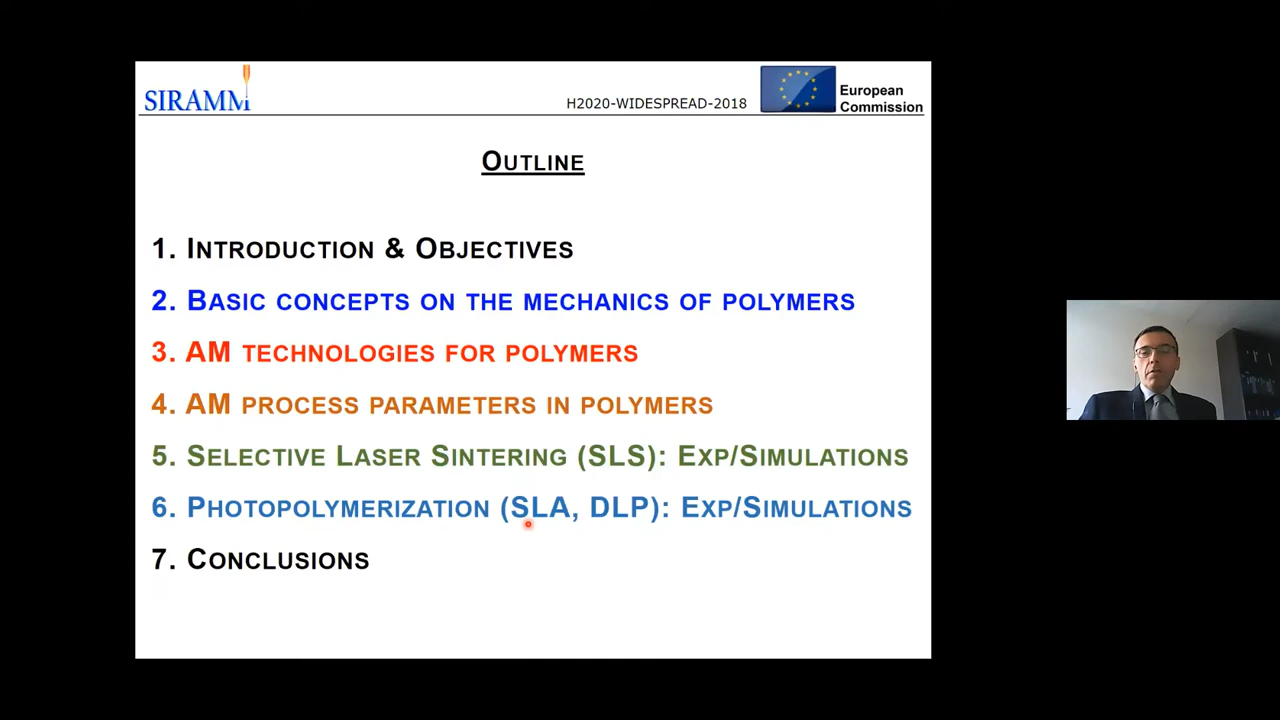 SIRAMM
H2020-WIDESPREAD-2018
European
Commission
OUTLINE
1. INTRODUCTION & OBJECTIVES
2. BASIC CONCEPTS ON THE MECHANICS OF POLYMERS
3. AM TECHNOLOGIES FOR POLYMERS
4. AM PROCESS PARAMETERS IN POLYMERS
5. SELECTIVE LASER SINTERING (SLS): EXP/SIMULATIONS
6. PHOTOPOLYMERIZATION (SLA, DLP): EXP/SIMULATIONS
7. CONCLUSIONS